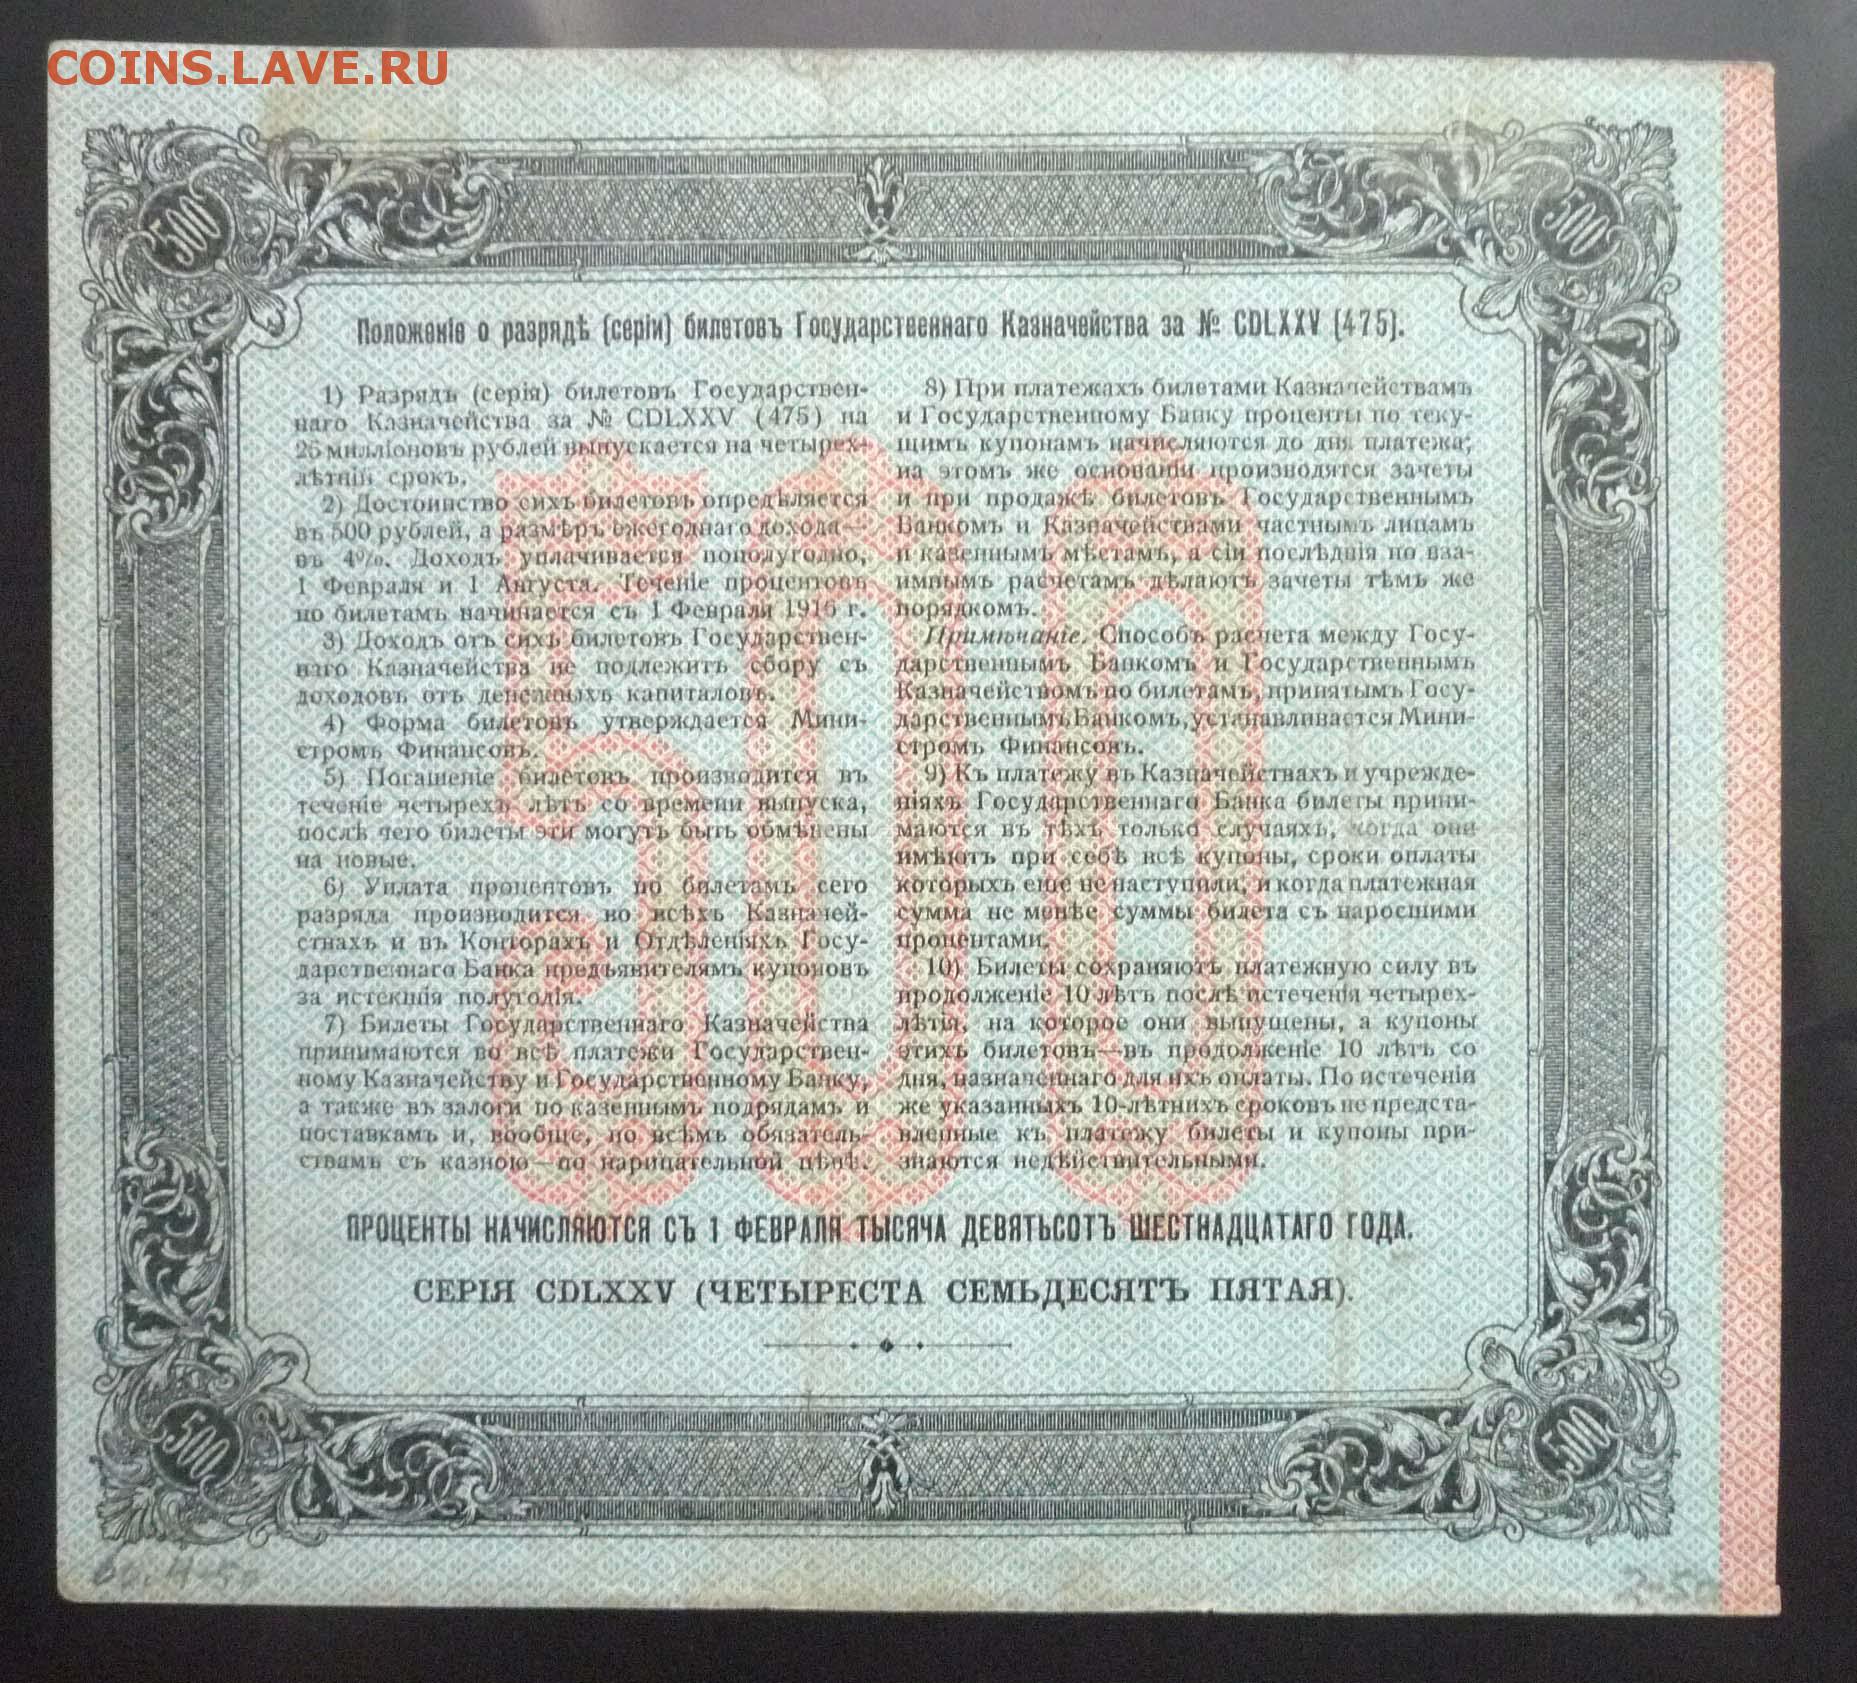 COINS.LAVE.RU
500
500
Положеніе о разрядѣ (серіи) билетовъ Государственнаго Казначейства за № CDLXXV (475).
1) Разрядъ (серія) билетовъ Государствен-
наго Казначейства за № CDLXXV (475) на
25 милліоновъ рублей выпускается на четырех-
лѣтній срокъ.
2) Достоинство сихъ билетовъ опредѣляется
въ 500 рублей, а размѣръ ежегоднаго дохода—
въ 4%. Доходъ уплачивается пополугодно,
1 Февраля и 1 Августа. Теченіе процентовъ
по билетамъ начинается съ 1 Февраля 1916 г.
3) Доходъ отъ сихъ билетовъ Государствен-
наго Казначейства не подлежитъ сбору съ
доходовъ отъ денежныхъ капиталовъ.
4) Форма билетовъ утверждается Мини-
стромъ Финансовъ.
5) Погашеніе билетовъ производится въ
теченіе четырехъ лѣтъ со времени выпуска,
послѣ чего билеты эти могутъ быть обмѣнены
на новые.
6) Уплата процентовъ по билетамъ сего
разряда производится во всѣхъ Казначей-
ствахъ и въ Конторахъ и Отдѣленіяхъ Госу-
дарственнаго Банка предъявителямъ купоновъ
за истекшія полугодія.
7) Билеты Государственнаго Казначейства
принимаются во всѣ платежи Государствен-
ному Казначейству и Государственному Банку,
а также въ залоги по казеннымъ подрядамъ и
поставкамъ и, вообще, по всѣмъ обязатель-
ствамъ съ казною—по нарицательной цѣнѣ.
8) При платежахъ билетами Казначействамъ
и Государственному Банку проценты по теку-
щимъ купонамъ начисляются до дня платежа;
на этомъ же основаніи производятся зачеты
и при продажѣ билетовъ Государственнымъ
Банкомъ и Казначействами частнымъ лицамъ
и казеннымъ мѣстамъ, а сіи послѣднія по вза-
имнымъ расчетамъ дѣлаютъ зачеты тѣмъ же
порядкомъ.
Примѣчаніе. Способъ расчета между Госу-
дарственнымъ Банкомъ и Государственнымъ
Казначействомъ по билетамъ, принятымъ Госу-
дарственнымъ Банкомъ, устанавливается Мини-
стромъ Финансовъ.
9) Къ платежу въ Казначействахъ и учрежде-
ніяхъ Государственнаго Банка билеты прини-
маются въ тѣхъ только случаяхъ, когда они
имѣютъ при себѣ всѣ купоны, сроки оплаты
которыхъ еще не наступили, и когда платежная
сумма не менѣе суммы билета съ наросшими
процентами.
10) Билеты сохраняютъ платежную силу въ
продолженіе 10 лѣтъ послѣ истеченія четырех-
лѣтія, на которое они выпущены, а купоны
этихъ билетовъ—въ продолженіе 10 лѣтъ со
дня, назначеннаго для ихъ оплаты. По истеченіи
же указанныхъ 10-лѣтнихъ сроковъ не предста-
вленные къ платежу билеты и купоны при-
знаются недѣйствительными.
500
ПРОЦЕНТЫ НАЧИСЛЯЮТСЯ СЪ 1 ФЕВРАЛЯ ТЫСЯЧА ДЕВЯТЬСОТЪ ШЕСТНАДЦАТАГО ГОДА.
СЕРІЯ CDLXXV (ЧЕТЫРЕСТА СЕМЬДЕСЯТЪ ПЯТАЯ).
500
500